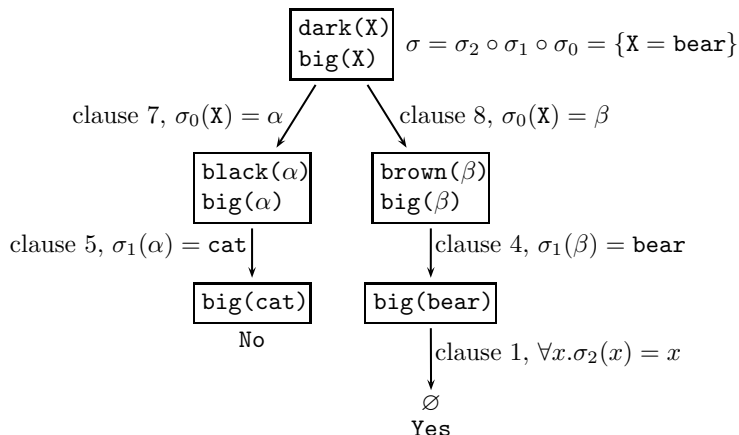 dark(X)
big(X)
σ = σ₂ ∘ σ₁ ∘ σ₀ = {X = bear}
clause 7, σ₀(X) = α
clause 8, σ₀(X) = β
black(α)
big(α)
brown(β)
big(β)
clause 5, σ₁(α) = cat
clause 4, σ₁(β) = bear
big(cat)
big(bear)
No
clause 1, ∀x.σ₂(x) = x
∅
Yes